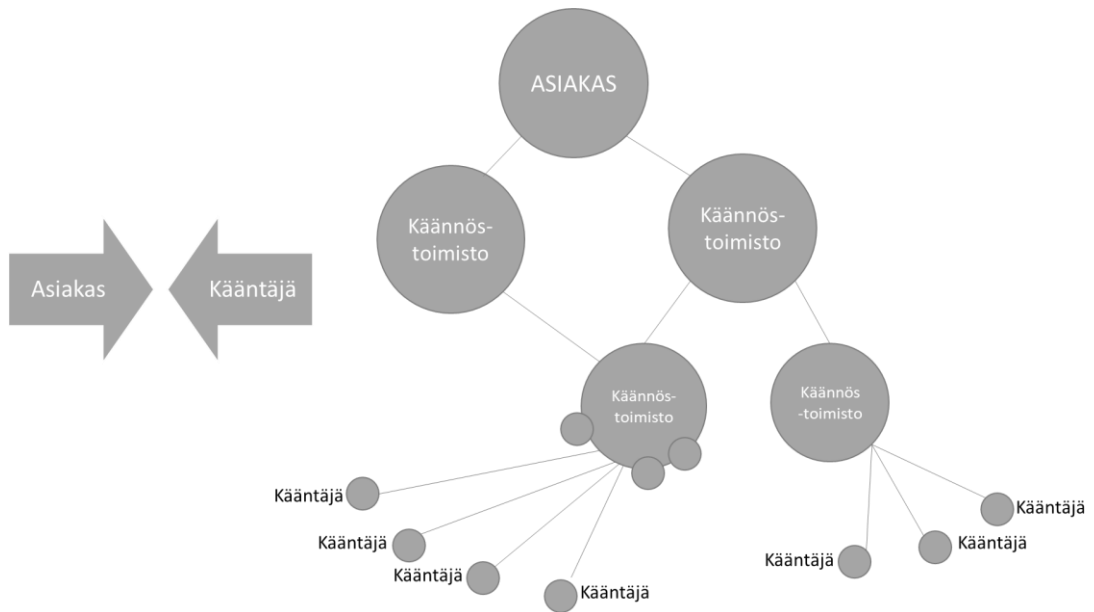 ASIAKAS
Käännös-
toimisto
Käännös-
toimisto
Asiakas
Kääntäjä
Käännös-
toimisto
Käännös
-toimisto
Kääntäjä
Kääntäjä
Kääntäjä
Kääntäjä
Kääntäjä
Kääntäjä
Kääntäjä